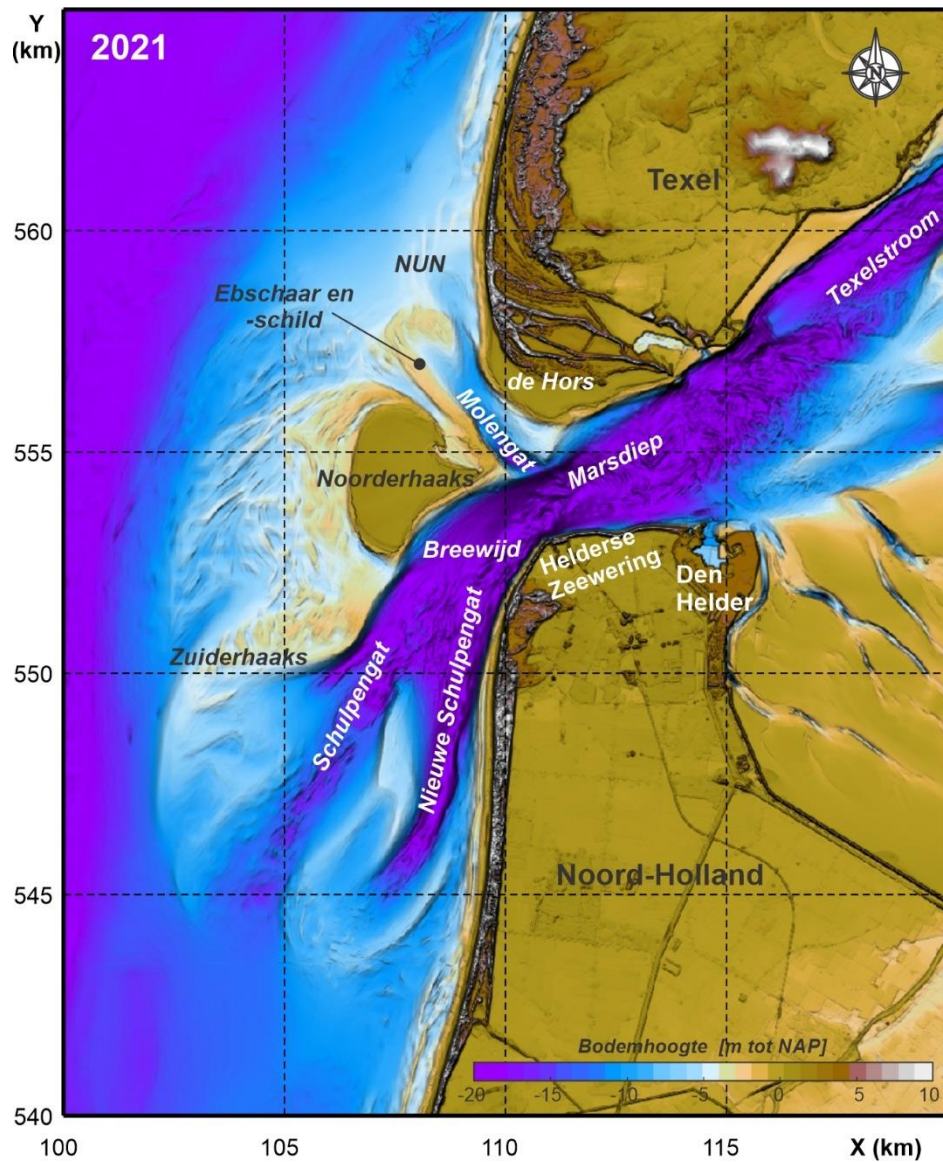 Y
(km)
2021
N
Texel
560
NUN
Texelstroom
Ebschaar en
-schild
de Hors
Molengat
555
Marsdiep
Noorderhaaks
Breewijd
Helderse
Zeewering
Den
Helder
Zuiderhaaks
550
Schulpengat
Nieuwe Schulpengat
Noord-Holland
545
Bodemhoogte [m tot NAP]
-20 -15 -10 -5 0 5 10
540
100 105 110 115 X (km)